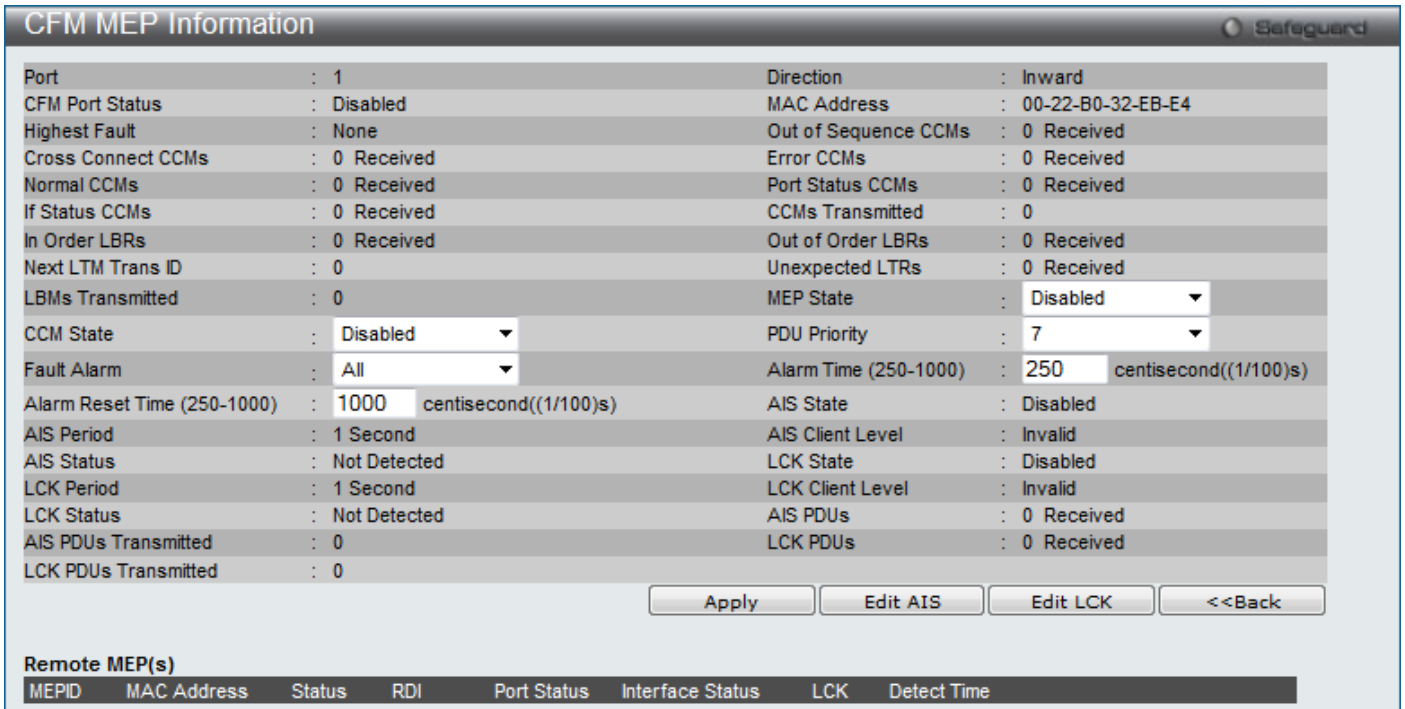 CFM MEP Information
Safeguard
Port : 1 Direction : Inward
CFM Port Status : Disabled MAC Address : 00-22-B0-32-EB-E4
Highest Fault : None Out of Sequence CCMs : 0 Received
Cross Connect CCMs : 0 Received Error CCMs : 0 Received
Normal CCMs : 0 Received Port Status CCMs : 0 Received
If Status CCMs : 0 Received CCMs Transmitted : 0
In Order LBRs : 0 Received Out of Order LBRs : 0 Received
Next LTM Trans ID : 0 Unexpected LTRs : 0 Received
LBMs Transmitted : 0 MEP State : Disabled
CCM State : Disabled PDU Priority : 7
Fault Alarm : All Alarm Time (250-1000) : 250 centisecond((1/100)s)
Alarm Reset Time (250-1000) : 1000 centisecond((1/100)s) AIS State : Disabled
AIS Period : 1 Second AIS Client Level : Invalid
AIS Status : Not Detected LCK State : Disabled
LCK Period : 1 Second LCK Client Level : Invalid
LCK Status : Not Detected AIS PDUs : 0 Received
AIS PDUs Transmitted : 0 LCK PDUs : 0 Received
LCK PDUs Transmitted : 0
Apply Edit AIS Edit LCK <<Back
Remote MEP(s)
MEPID MAC Address Status RDI Port Status Interface Status LCK Detect Time